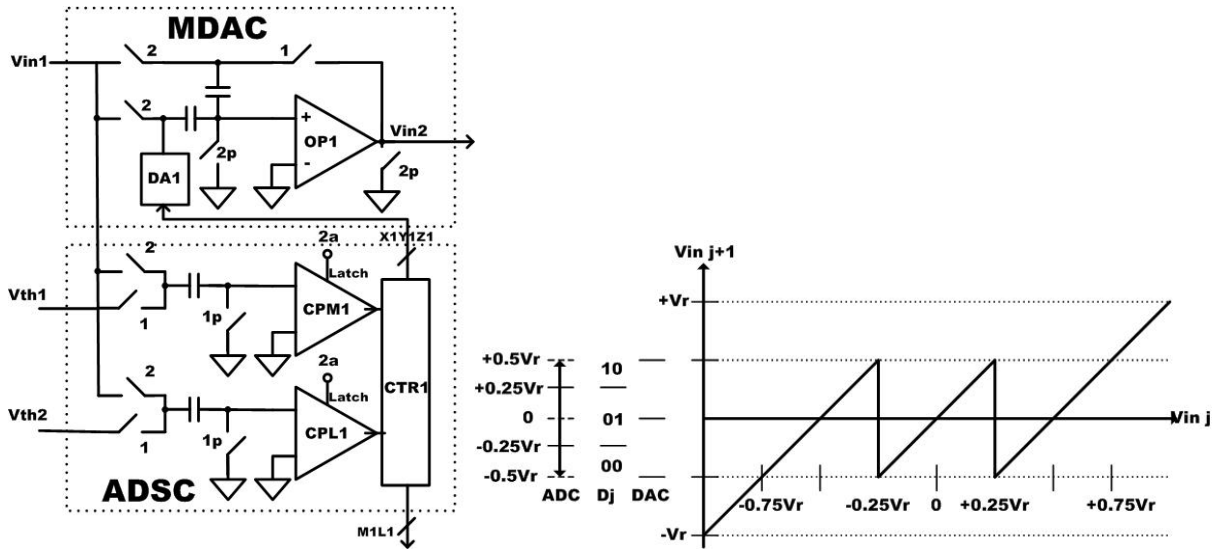 MDAC
Vin1
2
1
2
+
OP1
-
Vin2
2p
2p
DA1
X1Y1Z1
2
2a
Latch
CPM1
Vth1
1
1p
CTR1
2
2a
Latch
CPL1
Vth2
1
1p
ADSC
M1L1
Vin j+1
+Vr
+0.5Vr
10
+0.25Vr
0
01
Vin j
-0.25Vr
00
-0.5Vr
ADC Dj DAC
-0.75Vr -0.25Vr 0 +0.25Vr +0.75Vr
-Vr